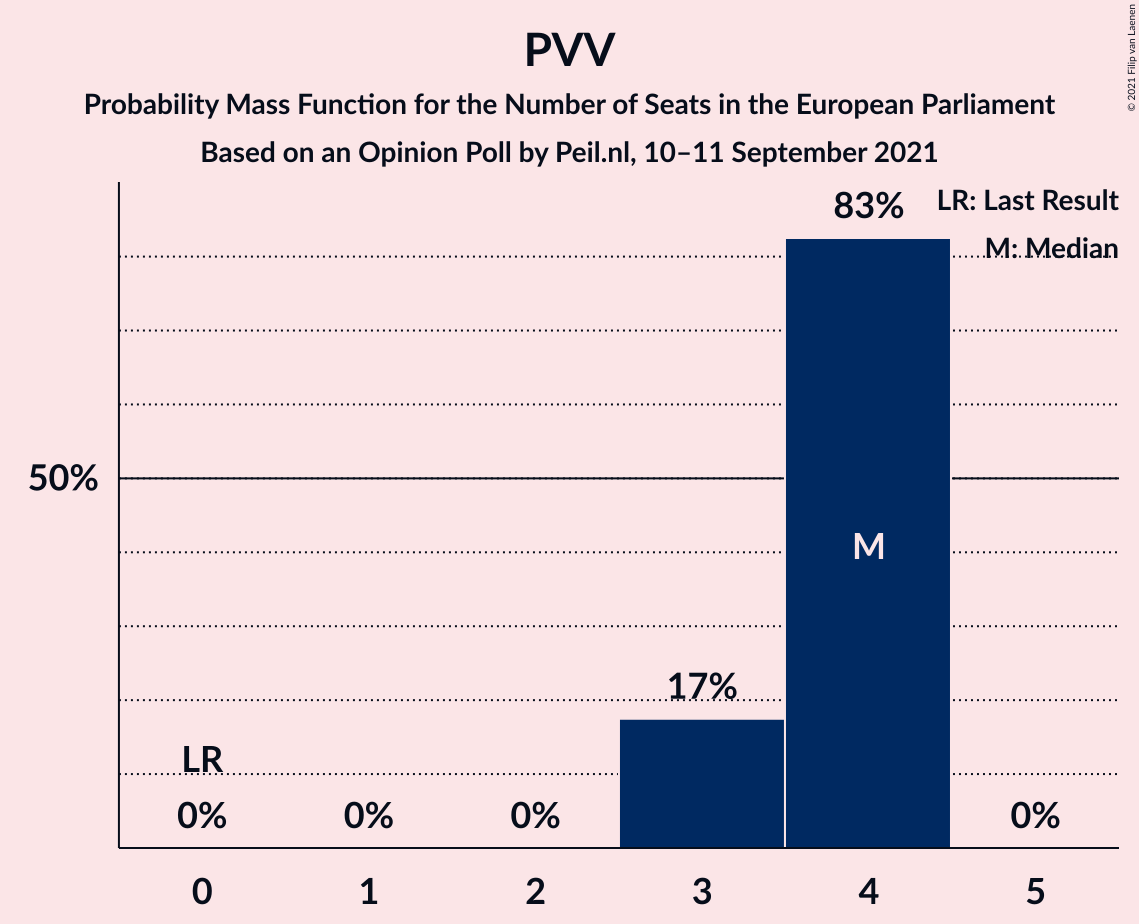 PVV
Probability Mass Function for the Number of Seats in the European Parliament
Based on an Opinion Poll by Peil.nl, 10–11 September 2021
© 2021 Filip van Laenen
LR: Last Result
M: Median
83%
50%
M
17%
LR
0%
0%
0%
0%
0
1
2
3
4
5